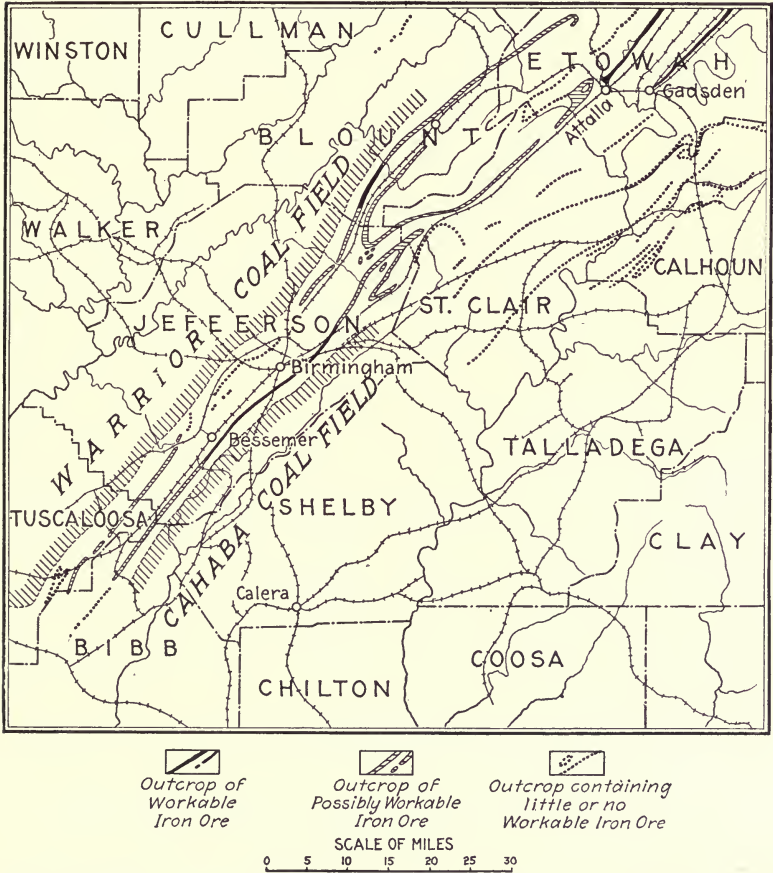 CULLMAN
WINSTON
ETOWAH
Gadsden
Attalla
BLOUNT
WALKER
WARRIOR COAL FIELD
CALHOUN
ST. CLAIR
JEFFERSON
Birmingham
Bessemer
CAHABA COAL FIELD
TALLADEGA
SHELBY
TUSCALOOSA
CLAY
Calera
BIBB
COOSA
CHILTON
Outcrop of
Workable
Iron Ore
Outcrop of
Possibly Workable
Iron Ore
Outcrop containing
little or no
Workable Iron Ore
SCALE OF MILES
0 5 10 15 20 25 30